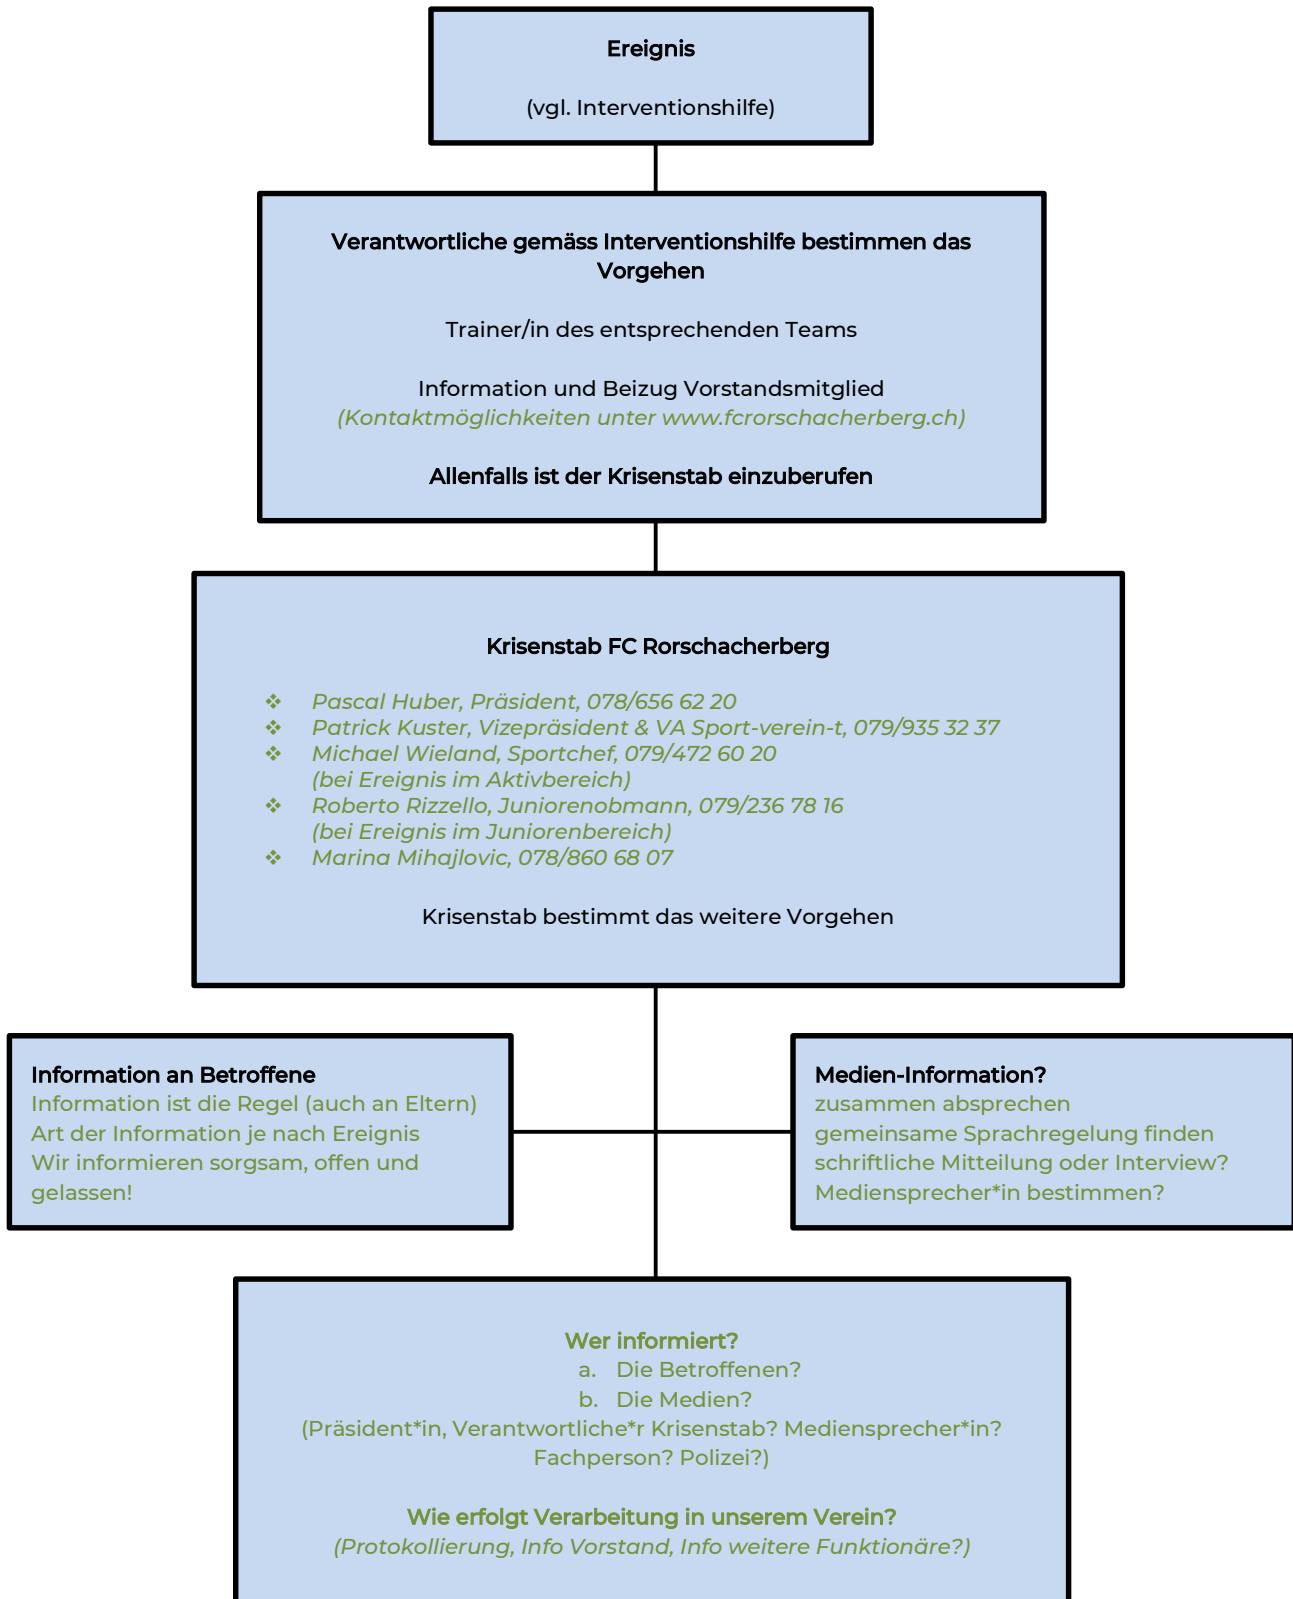 Ereignis
(vgl. Interventionshilfe)
Verantwortliche gemäss Interventionshilfe bestimmen das
Vorgehen
Trainer/in des entsprechenden Teams
Information und Beizug Vorstandsmitglied
(Kontaktmöglichkeiten unter www.fcrorschacherberg.ch)
Allenfalls ist der Krisenstab einzuberufen
Krisenstab FC Rorschacherberg
❖ Pascal Huber, Präsident, 078/656 62 20
❖ Patrick Kuster, Vizepräsident & VA Sport-verein-t, 079/935 32 37
❖ Michael Wieland, Sportchef, 079/472 60 20
(bei Ereignis im Aktivbereich)
❖ Roberto Rizzello, Juniorenobmann, 079/236 78 16
(bei Ereignis im Juniorenbereich)
❖ Marina Mihajlovic, 078/860 68 07
Krisenstab bestimmt das weitere Vorgehen
Information an Betroffene
Information ist die Regel (auch an Eltern)
Art der Information je nach Ereignis
Wir informieren sorgsam, offen und
gelassen!
Medien-Information?
zusammen absprechen
gemeinsame Sprachregelung finden
schriftliche Mitteilung oder Interview?
Mediensprecher*in bestimmen?
Wer informiert?
a. Die Betroffenen?
b. Die Medien?
(Präsident*in, Verantwortliche*r Krisenstab? Mediensprecher*in?
Fachperson? Polizei?)
Wie erfolgt Verarbeitung in unserem Verein?
(Protokollierung, Info Vorstand, Info weitere Funktionäre?)